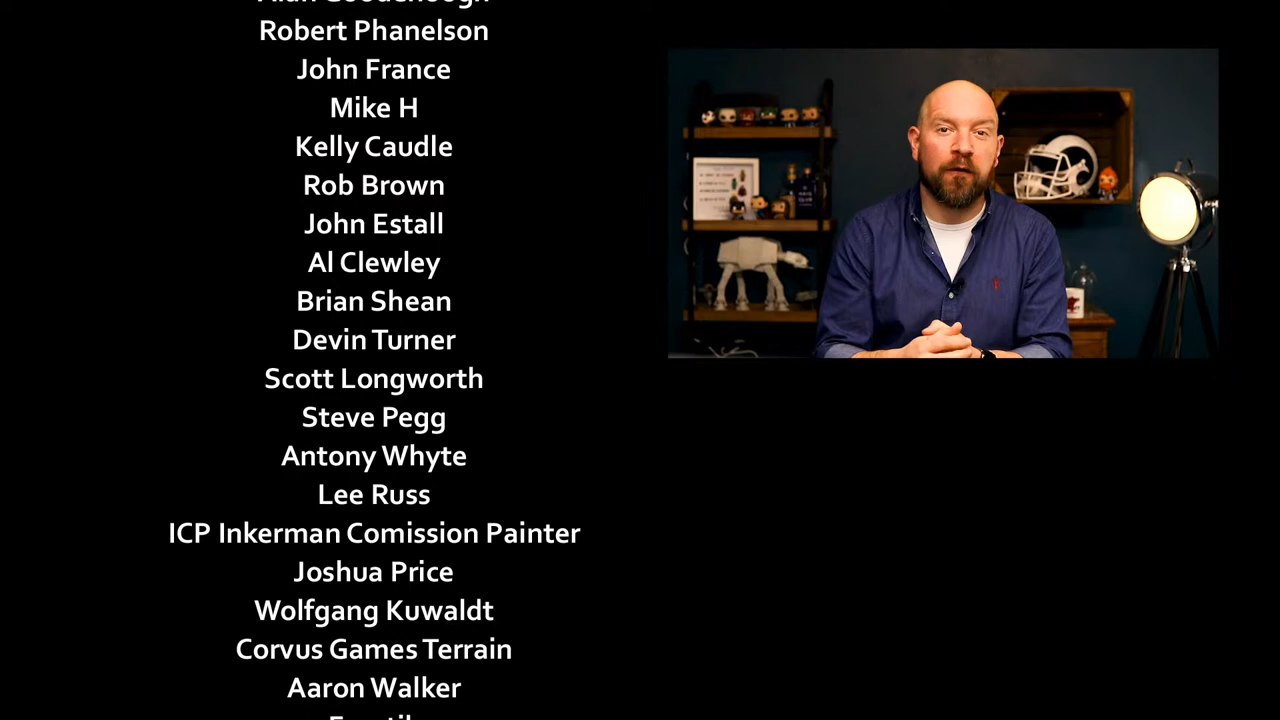 Robert Phanelson
John France
Mike H
Kelly Caudle
Rob Brown
John Estall
Al Clewley
Brian Shean
Devin Turner
Scott Longworth
Steve Pegg
Antony Whyte
Lee Russ
ICP Inkerman Comission Painter
Joshua Price
Wolfgang Kuwaldt
Corvus Games Terrain
Aaron Walker